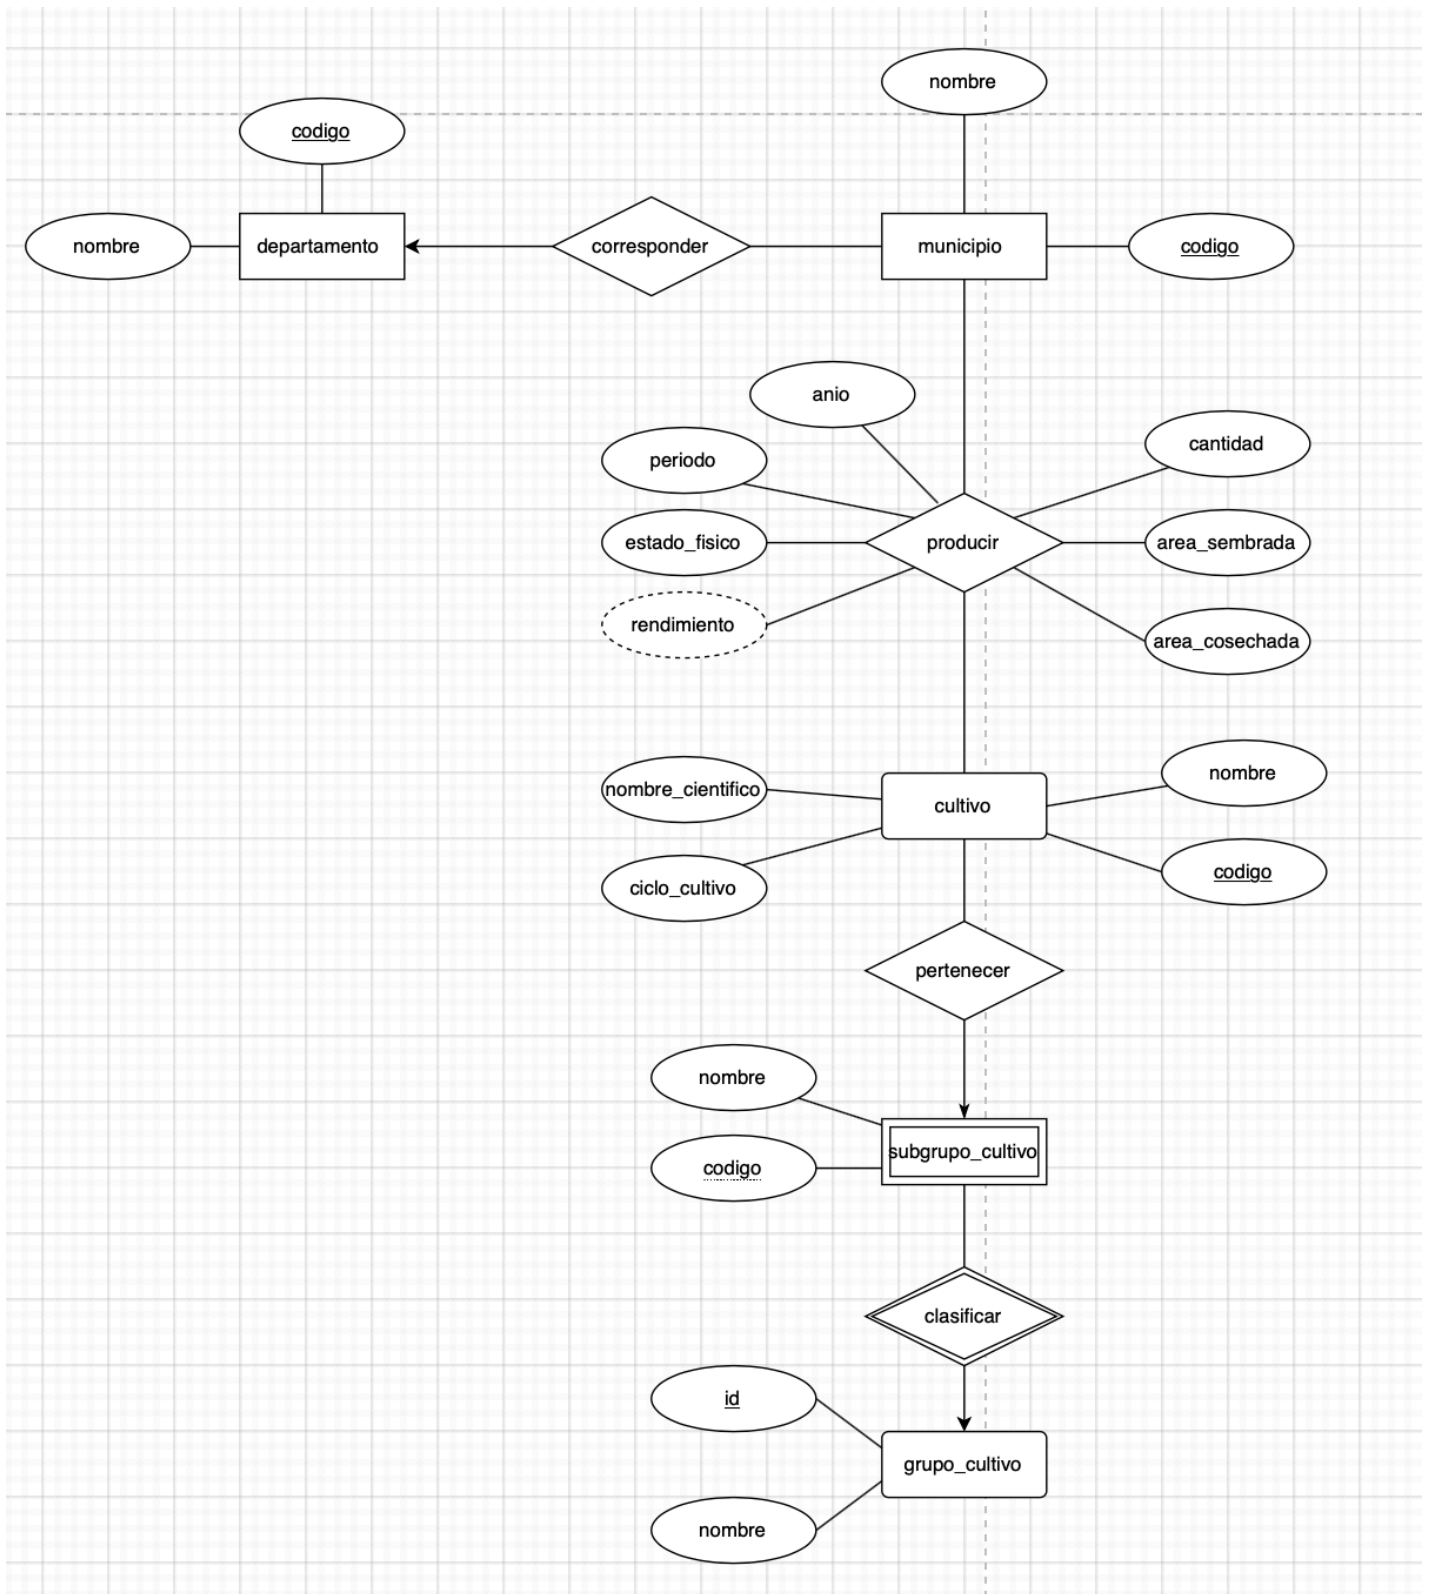 nombre
codigo
nombre
departamento
corresponder
municipio
codigo
anio
periodo
cantidad
estado_fisico
producir
area_sembrada
rendimiento
area_cosechada
nombre_cientifico
cultivo
nombre
ciclo_cultivo
codigo
pertenecer
nombre
subgrupo_cultivo
codigo
clasificar
id
grupo_cultivo
nombre